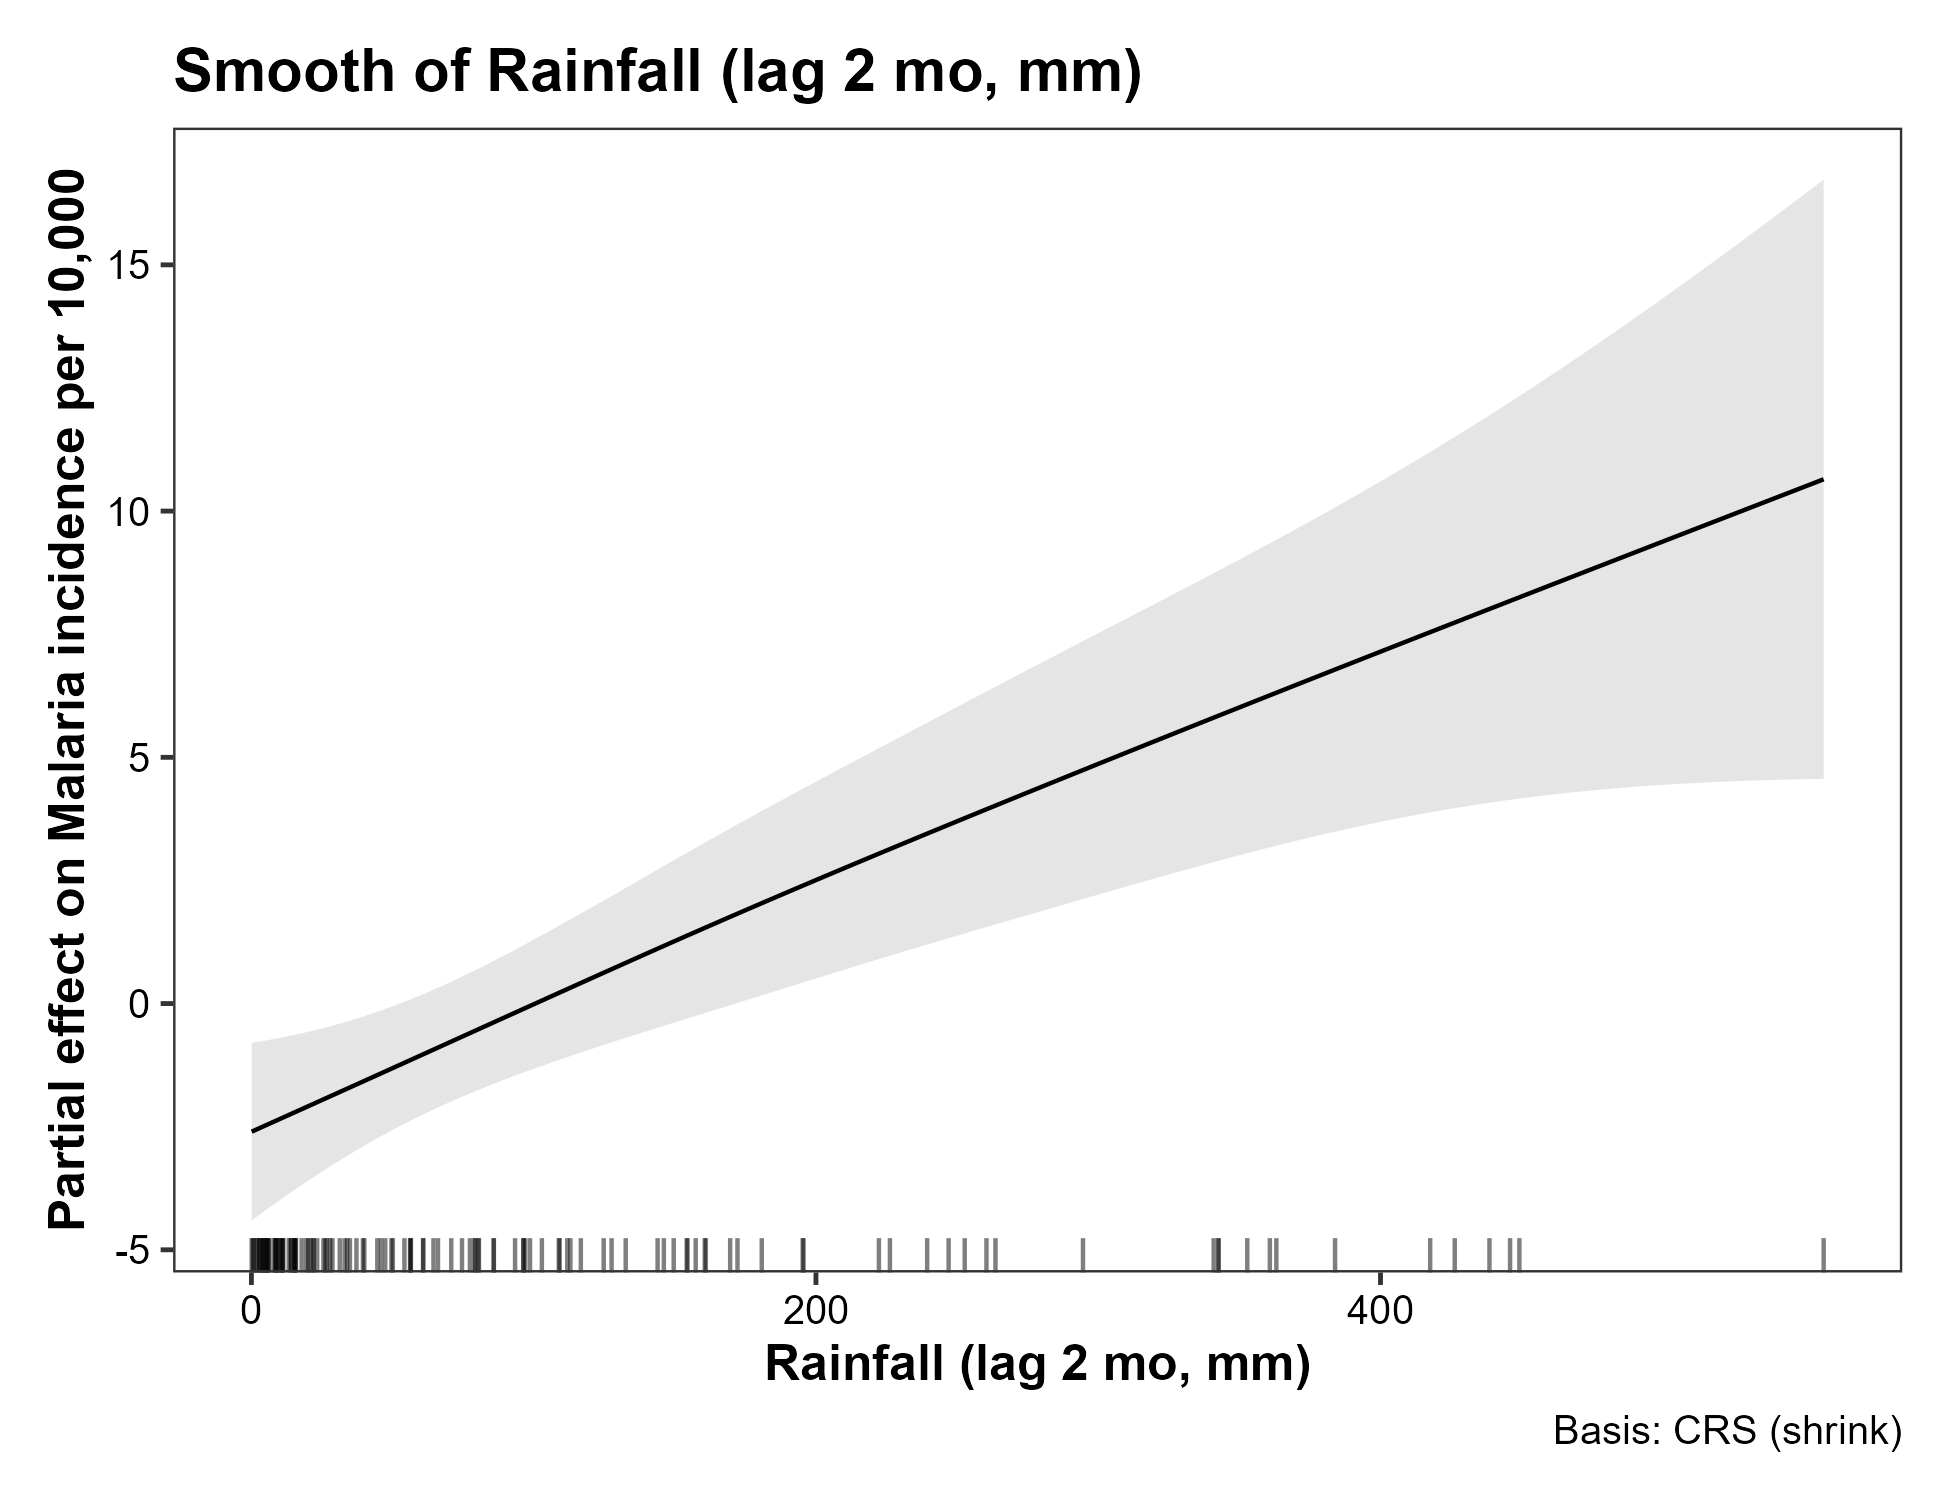 Smooth of Rainfall (lag 2 mo, mm)
Partial effect on Malaria incidence per 10,000
15
10
5
0
-5
0
200
400
Rainfall (lag 2 mo, mm)
Basis: CRS (shrink)